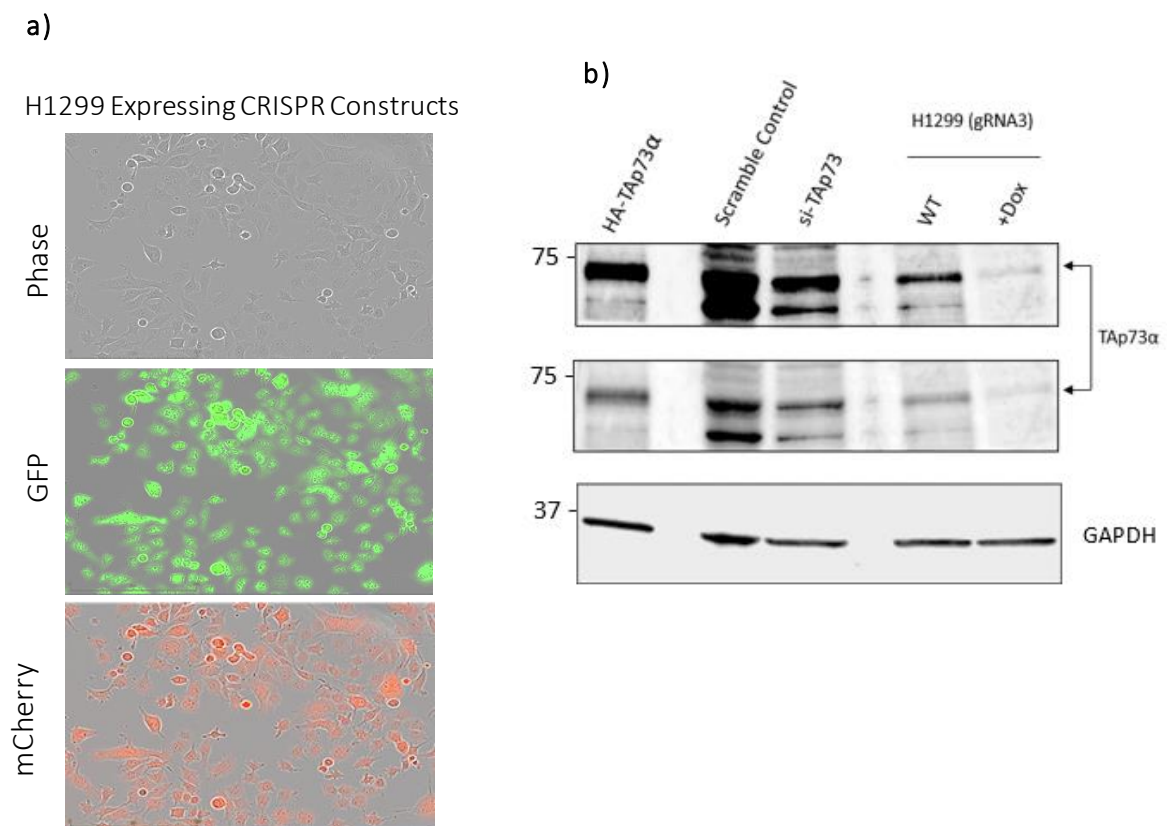 a)
H1299 Expressing CRISPR Constructs
Phase
GFP
mCherry
b)
HA-TAp73α
Scramble Control
si-TAp73
H1299 (gRNA3)
WT
+Dox
75
75
TAp73α
37
GAPDH